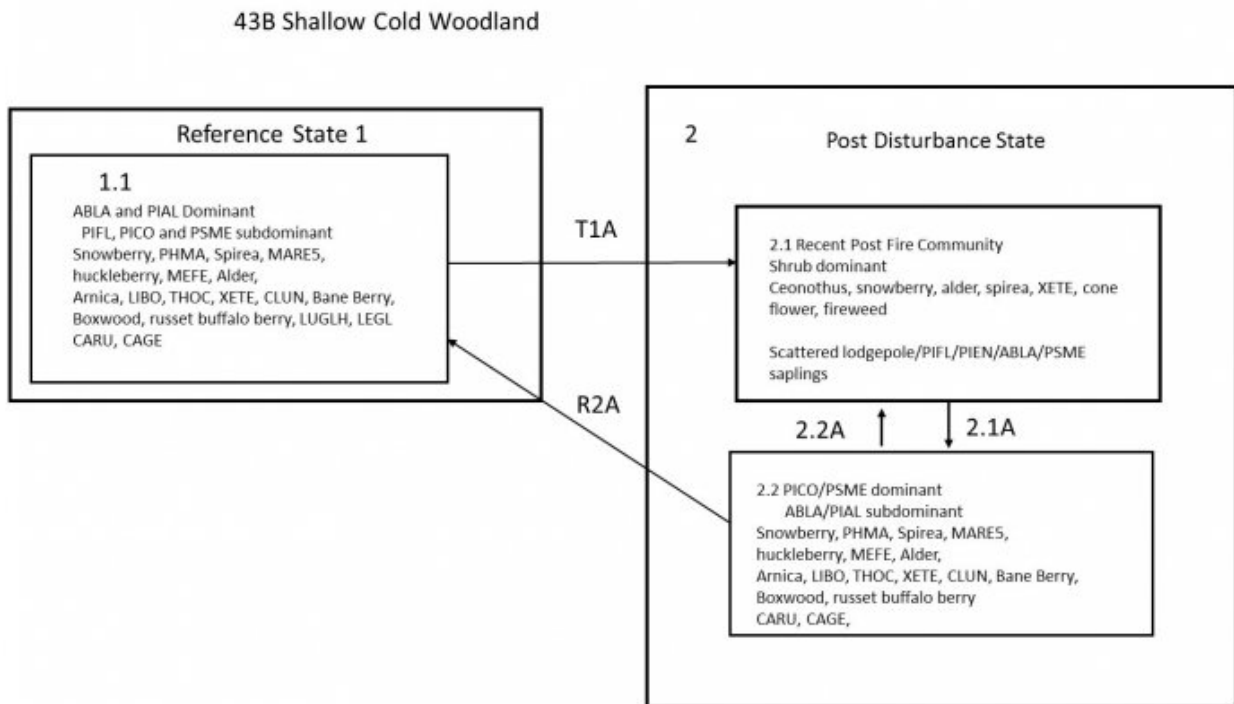 43B Shallow Cold Woodland
Reference State 1
1.1
ABLA and PIAL Dominant
PIFL, PICO and PSME subdominant
Snowberry, PHMA, Spirea, MARE5,
huckleberry, MEFE, Alder,
Arnica, LIBO, THOC, XETE, CLUN, Bane Berry,
Boxwood, russet buffalo berry, LUGLH, LEGL
CARU, CAGE
T1A
R2A
2
Post Disturbance State
2.1 Recent Post Fire Community
Shrub dominant
Ceonothus, snowberry, alder, spirea, XETE, cone
flower, fireweed
Scattered lodgepole/PIFL/PIEN/ABLA/PSME
saplings
2.2A
2.1A
2.2 PICO/PSME dominant
ABLA/PIAL subdominant
Snowberry, PHMA, Spirea, MARE5,
huckleberry, MEFE, Alder,
Arnica, LIBO, THOC, XETE, CLUN, Bane Berry,
Boxwood, russet buffalo berry
CARU, CAGE,